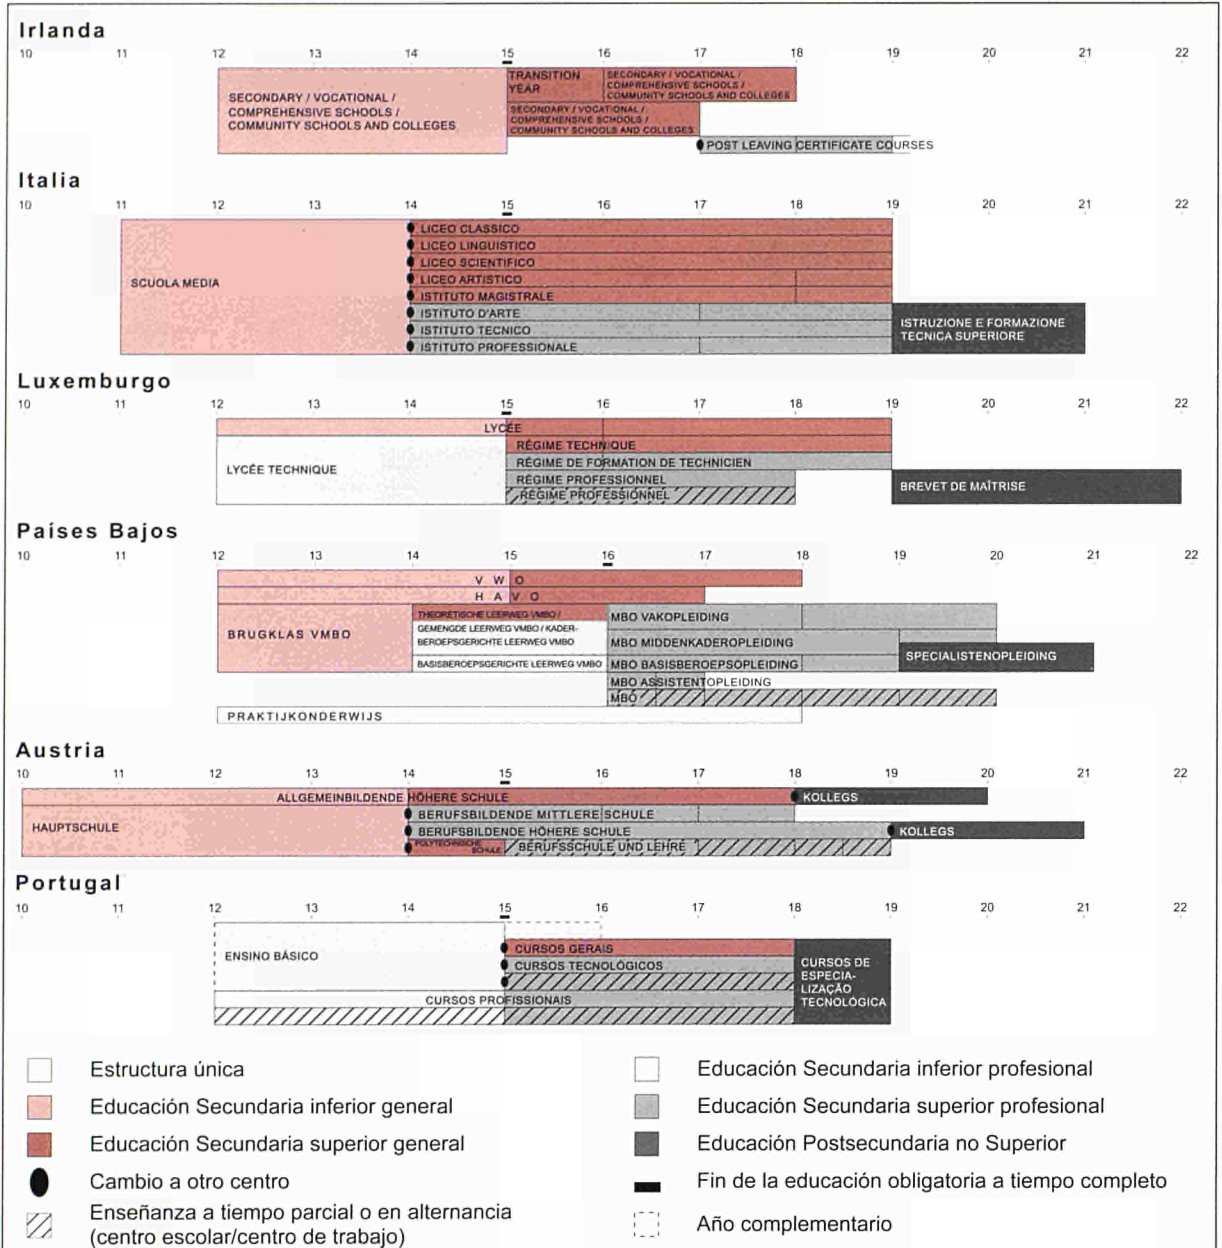 Irlanda
10 11 12 13 14 15 16 17 18 19 20 21 22
SECONDARY / VOCATIONAL /
COMPREHENSIVE SCHOOLS /
COMMUNITY SCHOOLS AND COLLEGES
TRANSITION
YEAR
SECONDARY / VOCATIONAL /
COMPREHENSIVE SCHOOLS /
COMMUNITY SCHOOLS AND COLLEGES
SECONDARY / VOCATIONAL /
COMPREHENSIVE SCHOOLS /
COMMUNITY SCHOOLS AND COLLEGES
POST LEAVING CERTIFICATE COURSES
Italia
10 11 12 13 14 15 16 17 18 19 20 21 22
SCUOLA MEDIA
LICEO CLASSICO
LICEO LINGUISTICO
LICEO SCIENTIFICO
LICEO ARTISTICO
ISTITUTO MAGISTRALE
ISTITUTO D'ARTE
ISTITUTO TECNICO
ISTITUTO PROFESSIONALE
ISTRUZIONE E FORMAZIONE
TECNICA SUPERIORE
Luxemburgo
10 11 12 13 14 15 16 17 18 19 20 21 22
LYCÉE
LYCÉE TECHNIQUE
RÉGIME TECHNIQUE
RÉGIME DE FORMATION DE TECHNICIEN
RÉGIME PROFESSIONNEL
RÉGIME PROFESSIONNEL
BREVET DE MAÎTRISE
Países Bajos
10 11 12 13 14 15 16 17 18 19 20 21 22
V W O
H A V O
BRUGKLAS VMBO
THEORETISCHE LEERWEG VMBO /
GEMENGDE LEERWEG VMBO / KADER-
BEROEPSGERICHTE LEERWEG VMBO
BASISBEROEPSGERICHTE LEERWEG VMBO
MBO VAKOPLEIDING
MBO MIDDENKADEROPLEIDING
MBO BASISBEROEPSOPLEIDING
MBO ASSISTENTOPLEIDING
MBO
SPECIALISTENOPLEIDING
PRAKTIJKONDERWIJS
Austria
10 11 12 13 14 15 16 17 18 19 20 21 22
ALLGEMEINBILDENDE HÖHERE SCHULE
KOLLEGS
HAUPTSCHULE
BERUFSBILDENDE MITTLERE SCHULE
BERUFSBILDENDE HÖHERE SCHULE
KOLLEGS
POLYTECHNISCHE
SCHULE
BERUFSSCHULE UND LEHRE
Portugal
10 11 12 13 14 15 16 17 18 19 20 21 22
ENSINO BÁSICO
CURSOS GERAIS
CURSOS TECNOLÓGICOS
CURSOS PROFISSIONAIS
CURSOS DE
ESPECIA-
LIZAÇÃO
TECNOLÓGICA
Estructura única
Educación Secundaria inferior general
Educación Secundaria superior general
Cambio a otro centro
Enseñanza a tiempo parcial o en alternancia
(centro escolar/centro de trabajo)
Educación Secundaria inferior profesional
Educación Secundaria superior profesional
Educación Postsecundaria no Superior
Fin de la educación obligatoria a tiempo completo
Año complementario